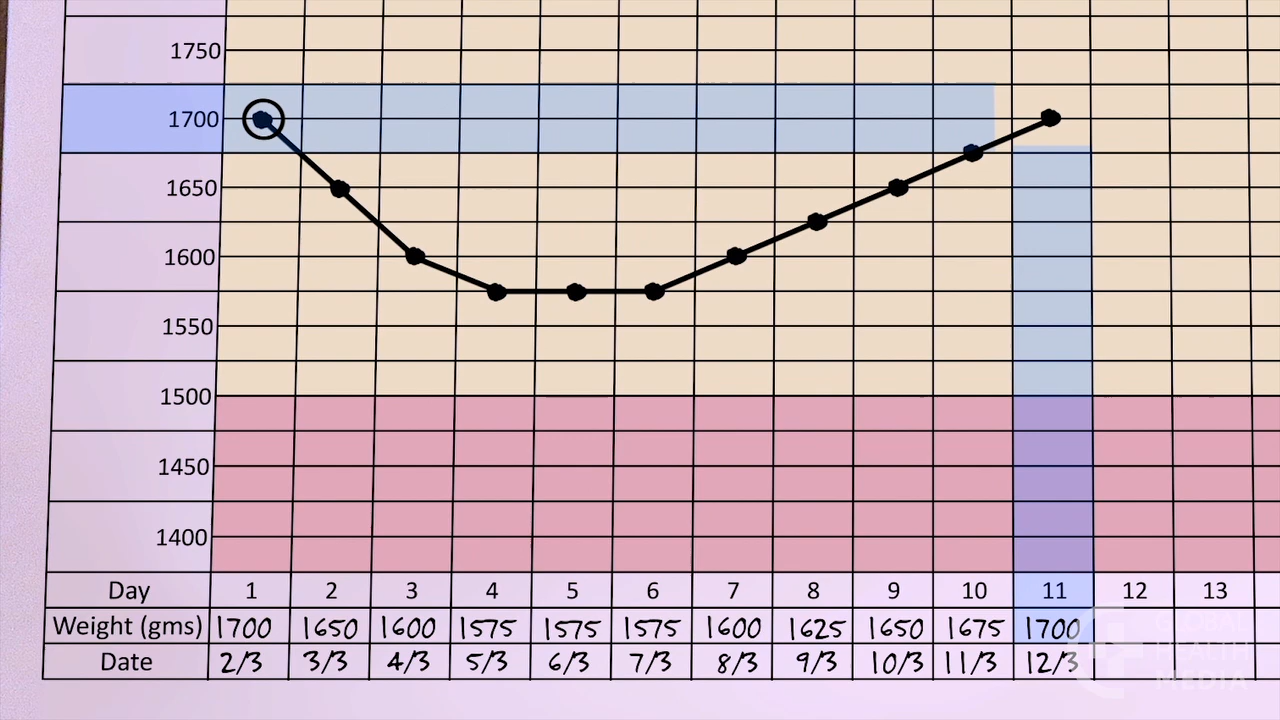 1750
1700
1650
1600
1550
1500
1450
1400
Day 1 2 3 4 5 6 7 8 9 10 11 12 13
Weight (gms) 1700 1650 1600 1575 1575 1575 1600 1625 1650 1675 1700
Date 2/3 3/3 4/3 5/3 6/3 7/3 8/3 9/3 10/3 11/3 12/3
GLOBAL
HEALTH
MEDIA